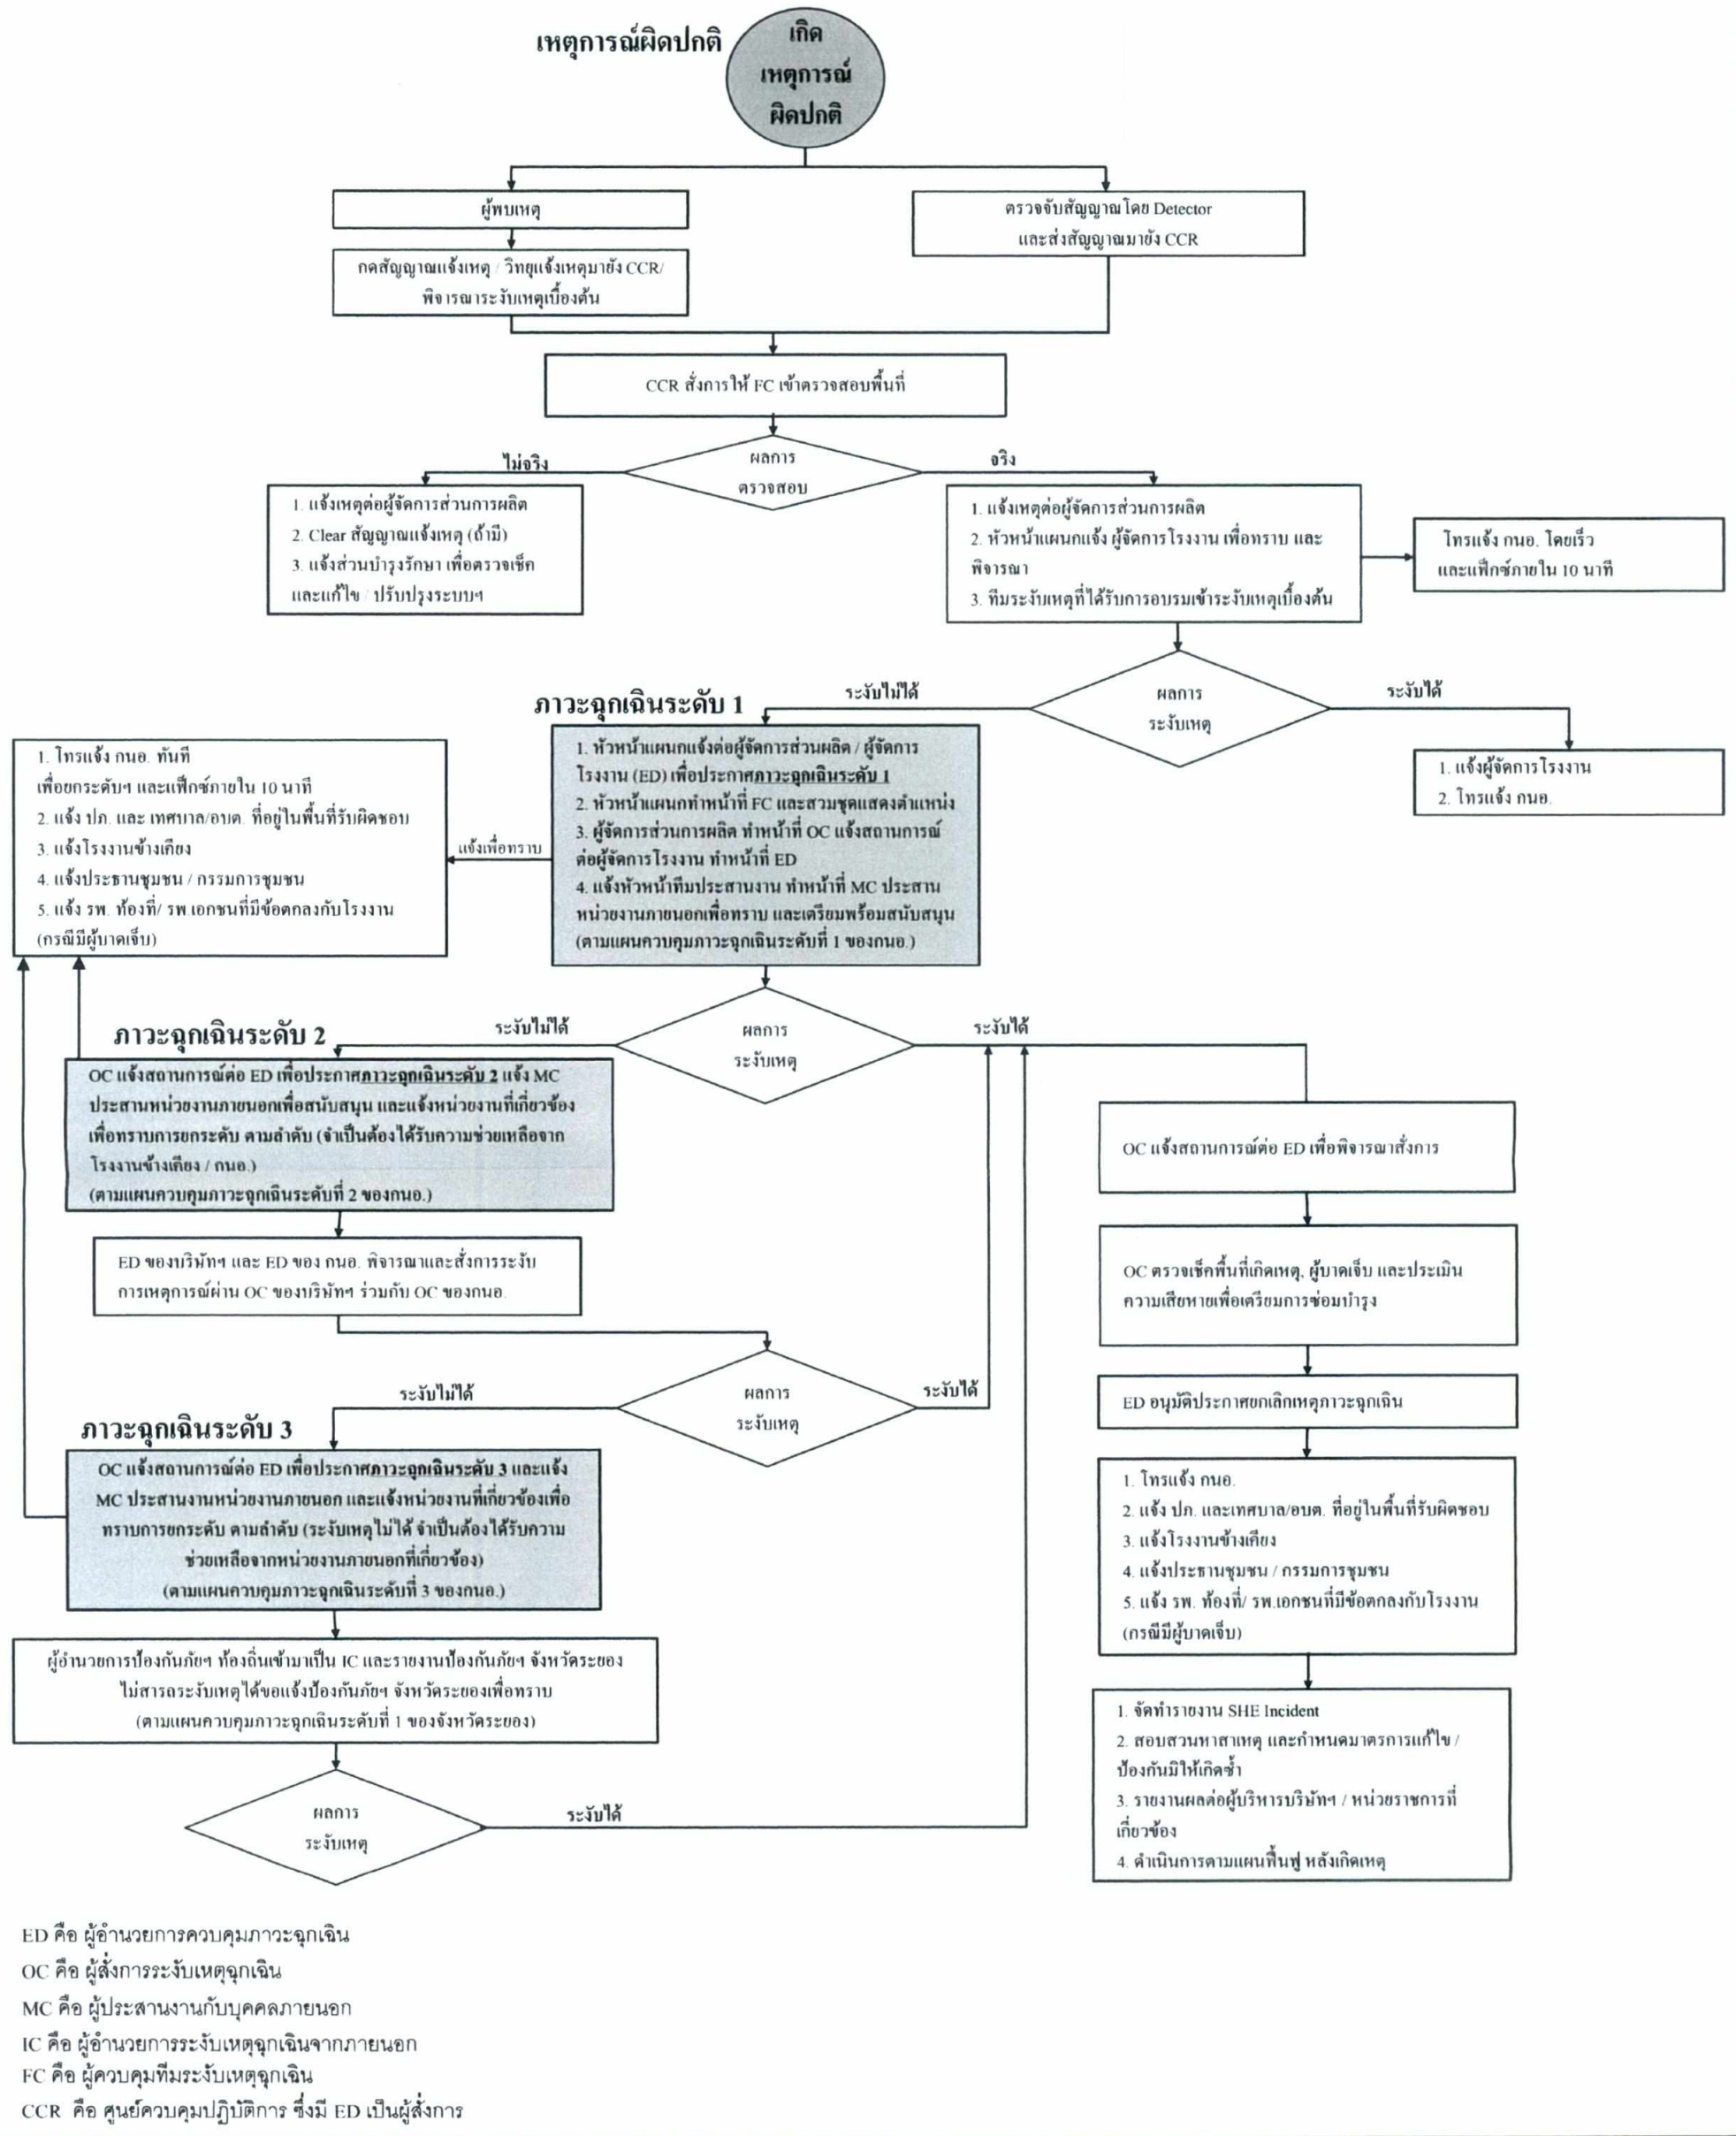 เหตุการณ์ผิดปกติ
เกิด
เหตุการณ์
ผิดปกติ
ผู้พบเหตุ
ตรวจจับสัญญาณโดย Detector
และส่งสัญญาณมายัง CCR
กดสัญญาณแจ้งเหตุ / วิทยุแจ้งเหตุมายัง CCR/
พิจารณาระงับเหตุเบื้องต้น
CCR สั่งการให้ FC เข้าตรวจสอบพื้นที่
ผลการ
ตรวจสอบ
ไม่จริง
จริง
1. แจ้งเหตุต่อผู้จัดการส่วนการผลิต
2. Clear สัญญาณแจ้งเหตุ (ถ้ามี)
3. แจ้งส่วนบำรุงรักษา เพื่อตรวจเช็ค
และแก้ไข / ปรับปรุงระบบฯ
1. แจ้งเหตุต่อผู้จัดการส่วนการผลิต
2. หัวหน้าแผนกแจ้ง ผู้จัดการโรงงาน เพื่อทราบ และ
พิจารณา
3. ทีมระงับเหตุที่ได้รับการอบรมเข้าระงับเหตุเบื้องต้น
โทรแจ้ง กนอ. โดยเร็ว
และแฟ็กซ์ภายใน 10 นาที
ผลการ
ระงับเหตุ
ระงับไม่ได้
ระงับได้
1. แจ้งผู้จัดการโรงงาน
2. โทรแจ้ง กนอ.
ภาวะฉุกเฉินระดับ 1
1. หัวหน้าแผนกแจ้งต่อผู้จัดการส่วนผลิต / ผู้จัดการ
โรงงาน (ED) เพื่อประกาศภาวะฉุกเฉินระดับ 1
2. หัวหน้าแผนกทำหน้าที่ FC และสวมชุดแสดงตำแหน่ง
3. ผู้จัดการส่วนการผลิต ทำหน้าที่ OC แจ้งสถานการณ์
ต่อผู้จัดการโรงงาน ทำหน้าที่ ED
4. แจ้งหัวหน้าทีมประสานงาน ทำหน้าที่ MC ประสาน
หน่วยงานภายนอกเพื่อทราบ และเตรียมพร้อมสนับสนุน
(ตามแผนควบคุมภาวะฉุกเฉินระดับที่ 1 ของกนอ.)
แจ้งเพื่อทราบ
1. โทรแจ้ง กนอ. ทันที
เพื่อยกระดับฯ และแฟ็กซ์ภายใน 10 นาที
2. แจ้ง ปภ. และ เทศบาล/อบต. ที่อยู่ในพื้นที่รับผิดชอบ
3. แจ้งโรงงานข้างเคียง
4. แจ้งประธานชุมชน / กรรมการชุมชน
5. แจ้ง รพ. ท้องที่/ รพ.เอกชนที่มีข้อตกลงกับโรงงาน
(กรณีมีผู้บาดเจ็บ)
ผลการ
ระงับเหตุ
ระงับไม่ได้
ระงับได้
ภาวะฉุกเฉินระดับ 2
OC แจ้งสถานการณ์ต่อ ED เพื่อประกาศภาวะฉุกเฉินระดับ 2 แจ้ง MC
ประสานหน่วยงานภายนอกเพื่อสนับสนุน และแจ้งหน่วยงานที่เกี่ยวข้อง
เพื่อทราบการยกระดับ ตามลำดับ (จำเป็นต้องได้รับความช่วยเหลือจาก
โรงงานข้างเคียง / กนอ.)
(ตามแผนควบคุมภาวะฉุกเฉินระดับที่ 2 ของกนอ.)
ED ของบริษัทฯ และ ED ของ กนอ. พิจารณาและสั่งการระงับ
การเหตุการณ์ผ่าน OC ของบริษัทฯ ร่วมกับ OC ของกนอ.
ผลการ
ระงับเหตุ
ระงับไม่ได้
ระงับได้
ภาวะฉุกเฉินระดับ 3
OC แจ้งสถานการณ์ต่อ ED เพื่อประกาศภาวะฉุกเฉินระดับ 3 และแจ้ง
MC ประสานงานหน่วยงานภายนอก และแจ้งหน่วยงานที่เกี่ยวข้องเพื่อ
ทราบการยกระดับ ตามลำดับ (ระงับเหตุไม่ได้ จำเป็นต้องได้รับความ
ช่วยเหลือจากหน่วยงานภายนอกที่เกี่ยวข้อง)
(ตามแผนควบคุมภาวะฉุกเฉินระดับที่ 3 ของกนอ.)
ผู้อำนวยการป้องกันภัยฯ ท้องถิ่นเข้ามาเป็น IC และรายงานป้องกันภัยฯ จังหวัดระยอง
ไม่สารถระงับเหตุได้ขอแจ้งป้องกันภัยฯ จังหวัดระยองเพื่อทราบ
(ตามแผนควบคุมภาวะฉุกเฉินระดับที่ 1 ของจังหวัดระยอง)
ผลการ
ระงับเหตุ
ระงับได้
OC แจ้งสถานการณ์ต่อ ED เพื่อพิจารณาสั่งการ
OC ตรวจเช็คพื้นที่เกิดเหตุ, ผู้บาดเจ็บ และประเมิน
ความเสียหายเพื่อเตรียมการซ่อมบำรุง
ED อนุมัติประกาศยกเลิกเหตุภาวะฉุกเฉิน
1. โทรแจ้ง กนอ.
2. แจ้ง ปภ. และเทศบาล/อบต. ที่อยู่ในพื้นที่รับผิดชอบ
3. แจ้งโรงงานข้างเคียง
4. แจ้งประธานชุมชน / กรรมการชุมชน
5. แจ้ง รพ. ท้องที่/ รพ.เอกชนที่มีข้อตกลงกับโรงงาน
(กรณีมีผู้บาดเจ็บ)
1. จัดทำรายงาน SHE Incident
2. สอบสวนหาสาเหตุ และกำหนดมาตรการแก้ไข /
ป้องกันมิให้เกิดซ้ำ
3. รายงานผลต่อผู้บริหารบริษัทฯ / หน่วยราชการที่
เกี่ยวข้อง
4. ดำเนินการตามแผนฟื้นฟู หลังเกิดเหตุ
ED คือ ผู้อำนวยการควบคุมภาวะฉุกเฉิน
OC คือ ผู้สั่งการระงับเหตุฉุกเฉิน
MC คือ ผู้ประสานงานกับบุคคลภายนอก
IC คือ ผู้อำนวยการระงับเหตุฉุกเฉินจากภายนอก
FC คือ ผู้ควบคุมทีมระงับเหตุฉุกเฉิน
CCR คือ ศูนย์ควบคุมปฏิบัติการ ซึ่งมี ED เป็นผู้สั่งการ